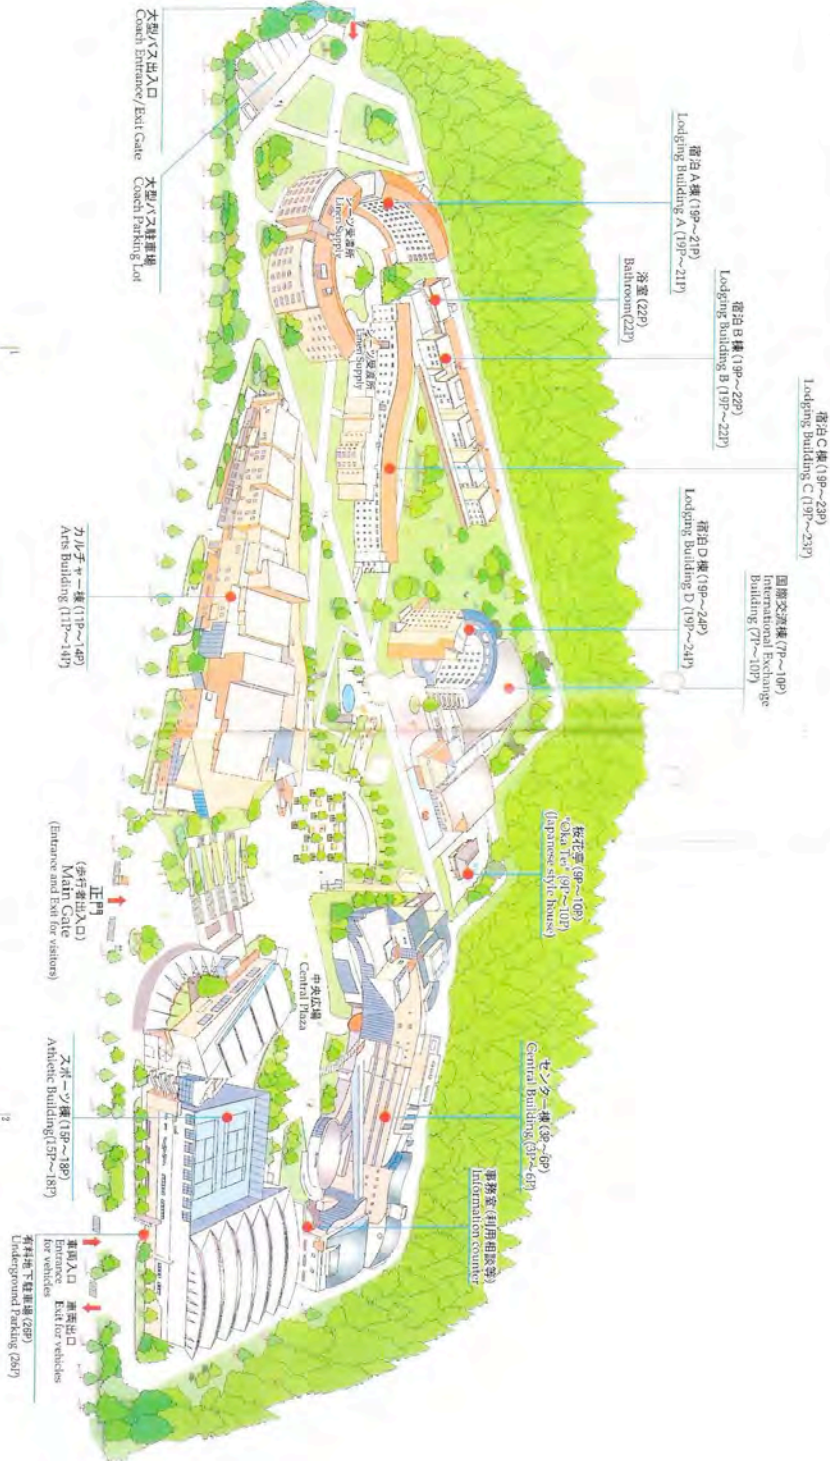 大型バス出入口
Coach Entrance/Exit Gate
大型バス駐車場
Coach Parking Lot
宿泊A棟(19P～21P)
Lodging Building A (19P～21P)
シーツ受渡所
Linen Supply
浴室(22P)
Bathroom(22P)
シーツ受渡所
Linen Supply
宿泊B棟(19P～22P)
Lodging Building B (19P～22P)
宿泊C棟(19P～23P)
Lodging Building C (19P～23P)
宿泊D棟(19P～24P)
Lodging Building D (19P～24P)
国際交流棟(7P～10P)
International Exchange
Building (7P～10P)
カルチャー棟(11P～14P)
Arts Building (11P～14P)
桜花亭(9P～10P)
"Oka Tei" (9P～10P)
(Japanese style house)
正門
(歩行者出入口)
Main Gate
(Entrance and Exit for visitors)
中央広場
Central Plaza
センター棟(3P～6P)
Central Building (3P～6P)
スポーツ棟(15P～18P)
Athletic Building(15P～18P)
事務室(利用相談等)
Information counter
車両入口
Entrance
for vehicles
車両出口
Exit for vehicles
有料地下駐車場(26P)
Underground Parking (26P)
1
2